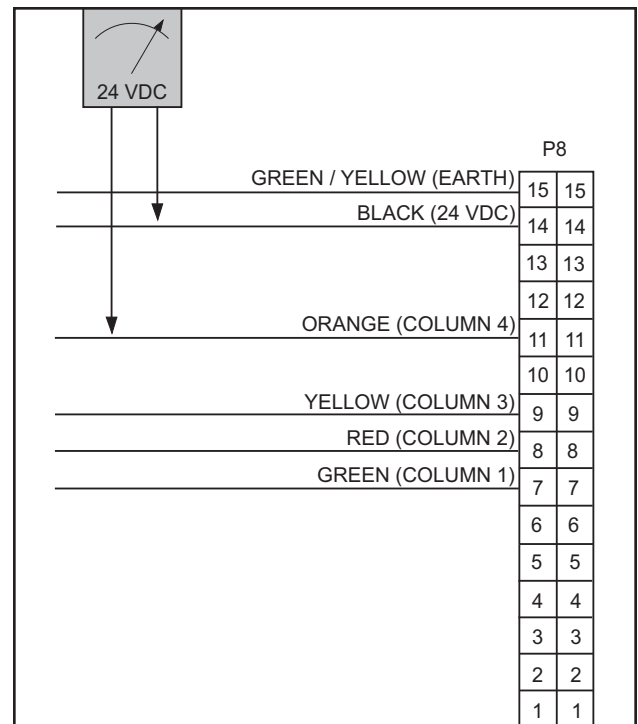 24 VDC
P8
GREEN / YELLOW (EARTH) 15 15
BLACK (24 VDC) 14 14
13 13
12 12
ORANGE (COLUMN 4) 11 11
10 10
YELLOW (COLUMN 3) 9 9
RED (COLUMN 2) 8 8
GREEN (COLUMN 1) 7 7
6 6
5 5
4 4
3 3
2 2
1 1